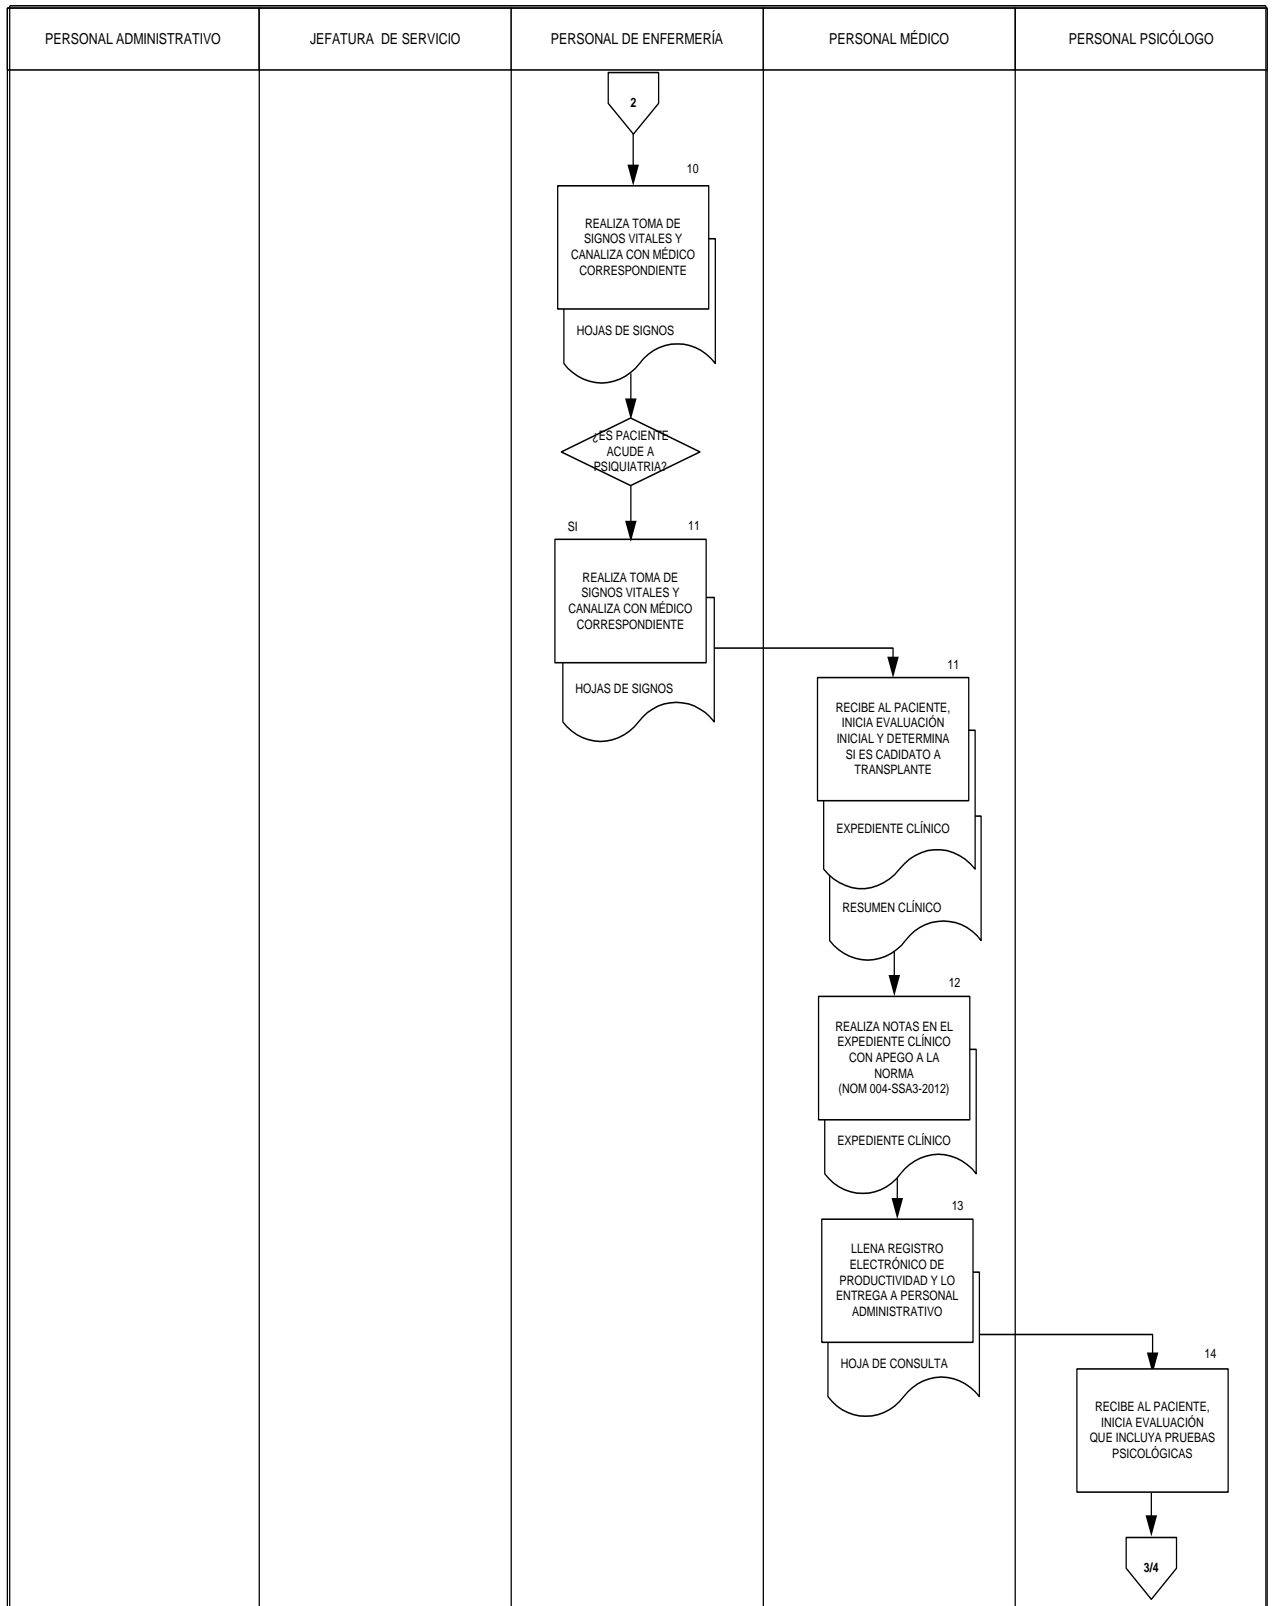 PERSONAL ADMINISTRATIVO
JEFATURA DE SERVICIO
PERSONAL DE ENFERMERÍA
PERSONAL MÉDICO
PERSONAL PSICÓLOGO
2
10
REALIZA TOMA DE
SIGNOS VITALES Y
CANALIZA CON MÉDICO
CORRESPONDIENTE
HOJAS DE SIGNOS
¿ES PACIENTE
ACUDE A
PSIQUIATRIA?
SI
11
REALIZA TOMA DE
SIGNOS VITALES Y
CANALIZA CON MÉDICO
CORRESPONDIENTE
HOJAS DE SIGNOS
11
RECIBE AL PACIENTE,
INICIA EVALUACIÓN
INICIAL Y DETERMINA
SI ES CADIDATO A
TRANSPLANTE
EXPEDIENTE CLÍNICO
RESUMEN CLÍNICO
12
REALIZA NOTAS EN EL
EXPEDIENTE CLÍNICO
CON APEGO A LA
NORMA
(NOM 004-SSA3-2012)
EXPEDIENTE CLÍNICO
13
LLENA REGISTRO
ELECTRÓNICO DE
PRODUCTIVIDAD Y LO
ENTREGA A PERSONAL
ADMINISTRATIVO
HOJA DE CONSULTA
14
RECIBE AL PACIENTE,
INICIA EVALUACIÓN
QUE INCLUYA PRUEBAS
PSICOLÓGICAS
3/4